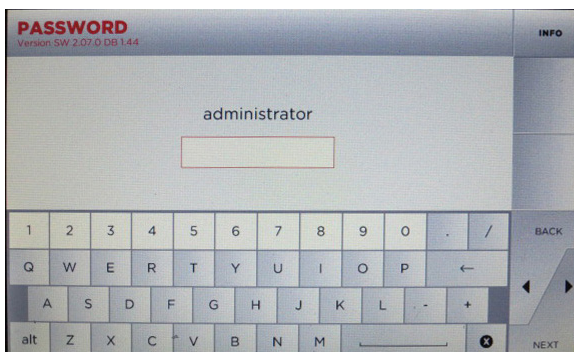 PASSWORD
Version SW 2.07.0 DB 1.44
INFO
administrator
1 2 3 4 5 6 7 8 9 0 . /
BACK
Q W E R T Y U I O P ←
A S D F G H J K L - +
alt Z X C V B N M
NEXT